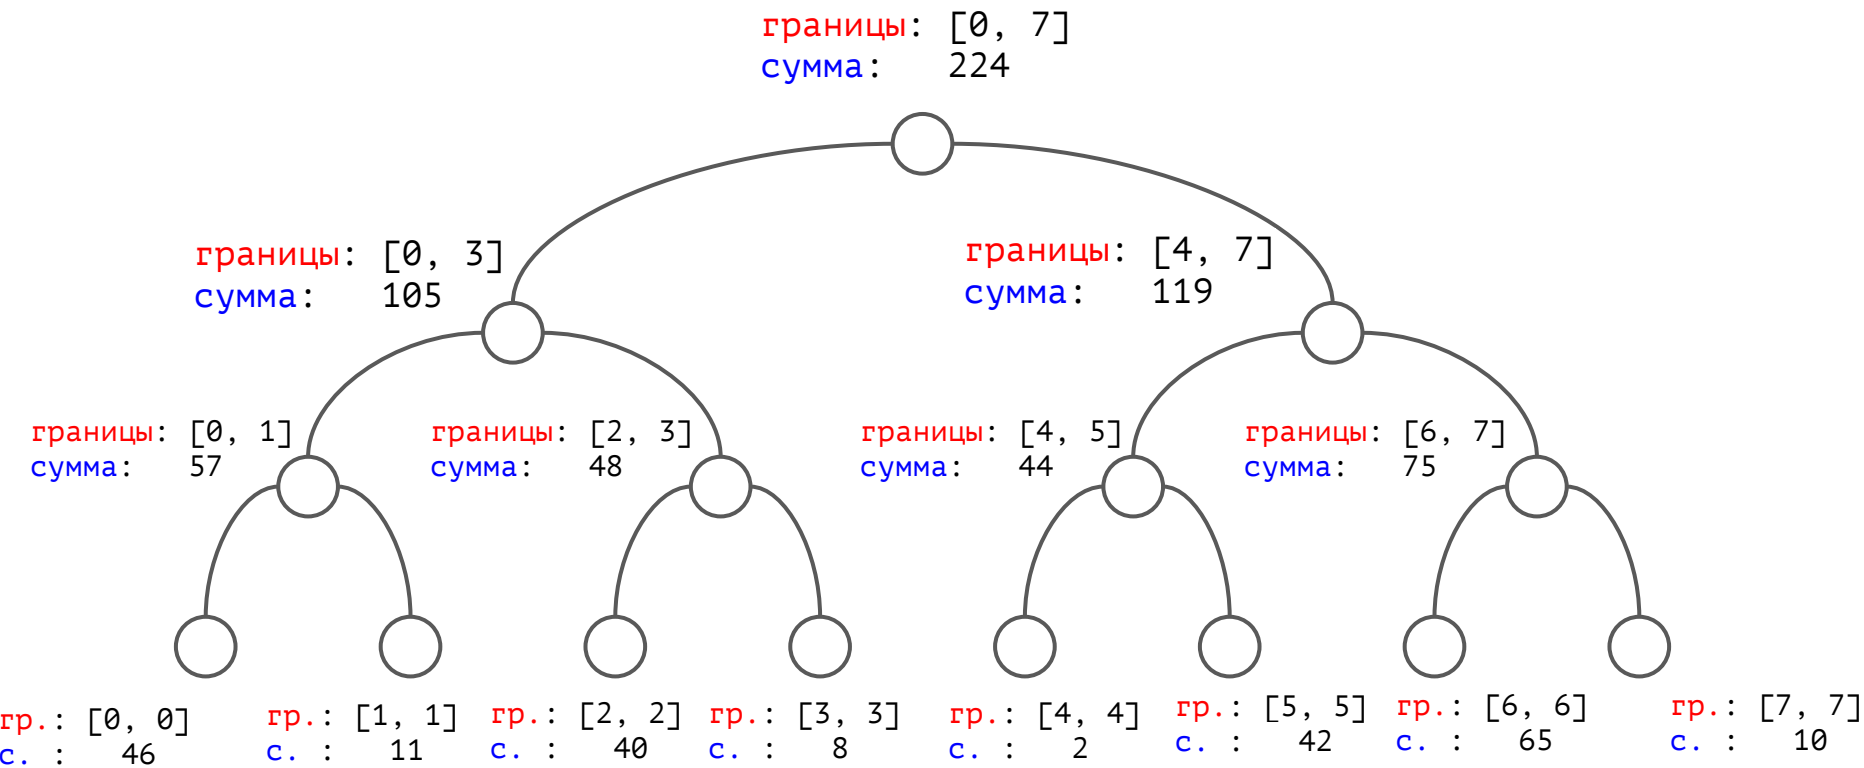 границы: [0, 7]
сумма: 224
границы: [0, 3]
сумма: 105
границы: [4, 7]
сумма: 119
границы: [0, 1]
сумма: 57
границы: [2, 3]
сумма: 48
границы: [4, 5]
сумма: 44
границы: [6, 7]
сумма: 75
гр.: [0, 0]
с. : 46
гр.: [1, 1]
с. : 11
гр.: [2, 2]
с. : 40
гр.: [3, 3]
с. : 8
гр.: [4, 4]
с. : 2
гр.: [5, 5]
с. : 42
гр.: [6, 6]
с. : 65
гр.: [7, 7]
с. : 10